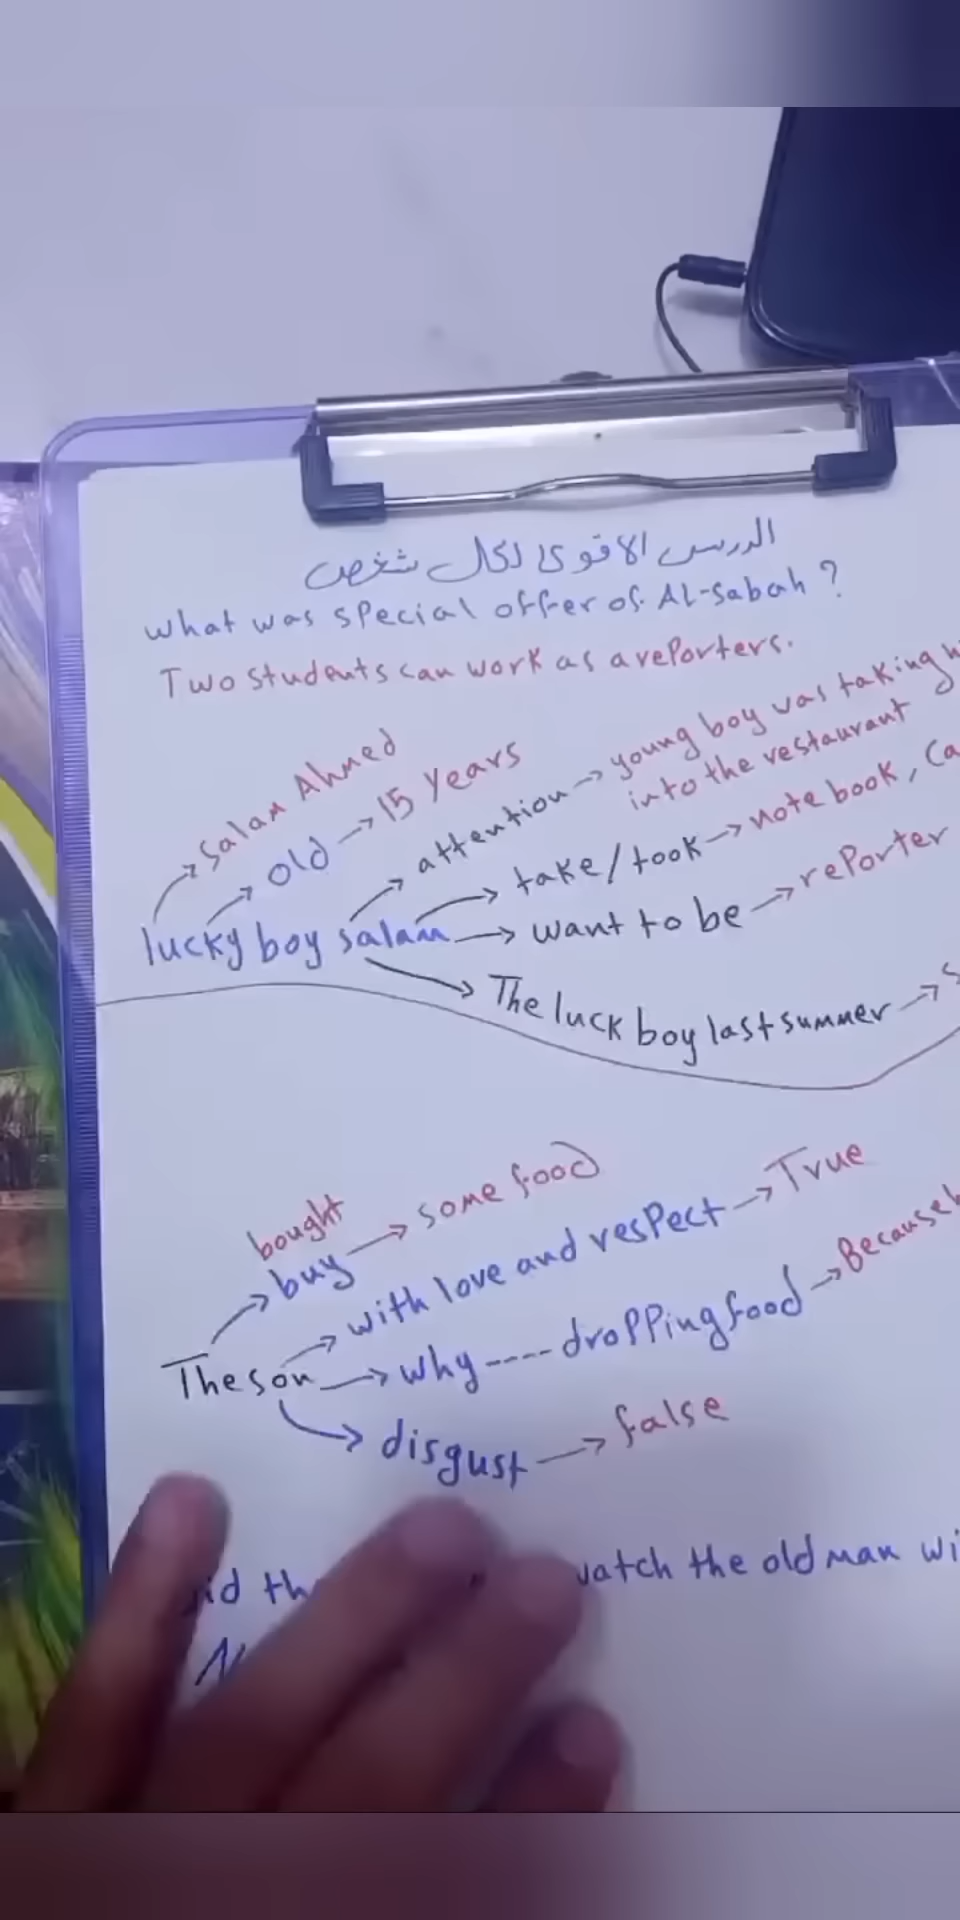 الدرس الاقوى لكل شخص
what was special offer of Al-Sabah ?
Two students can work as a reporters.
Salam Ahmed
old → 15 years
attention → young boy was taking
into the restaurant
take / took → note book,
want to be → reporter
lucky boy salam
The luck boy last summer →
bought
buy → some food
with love and respect → True
The son
why ---- dropping food → Because
disgust → false
watch the old man